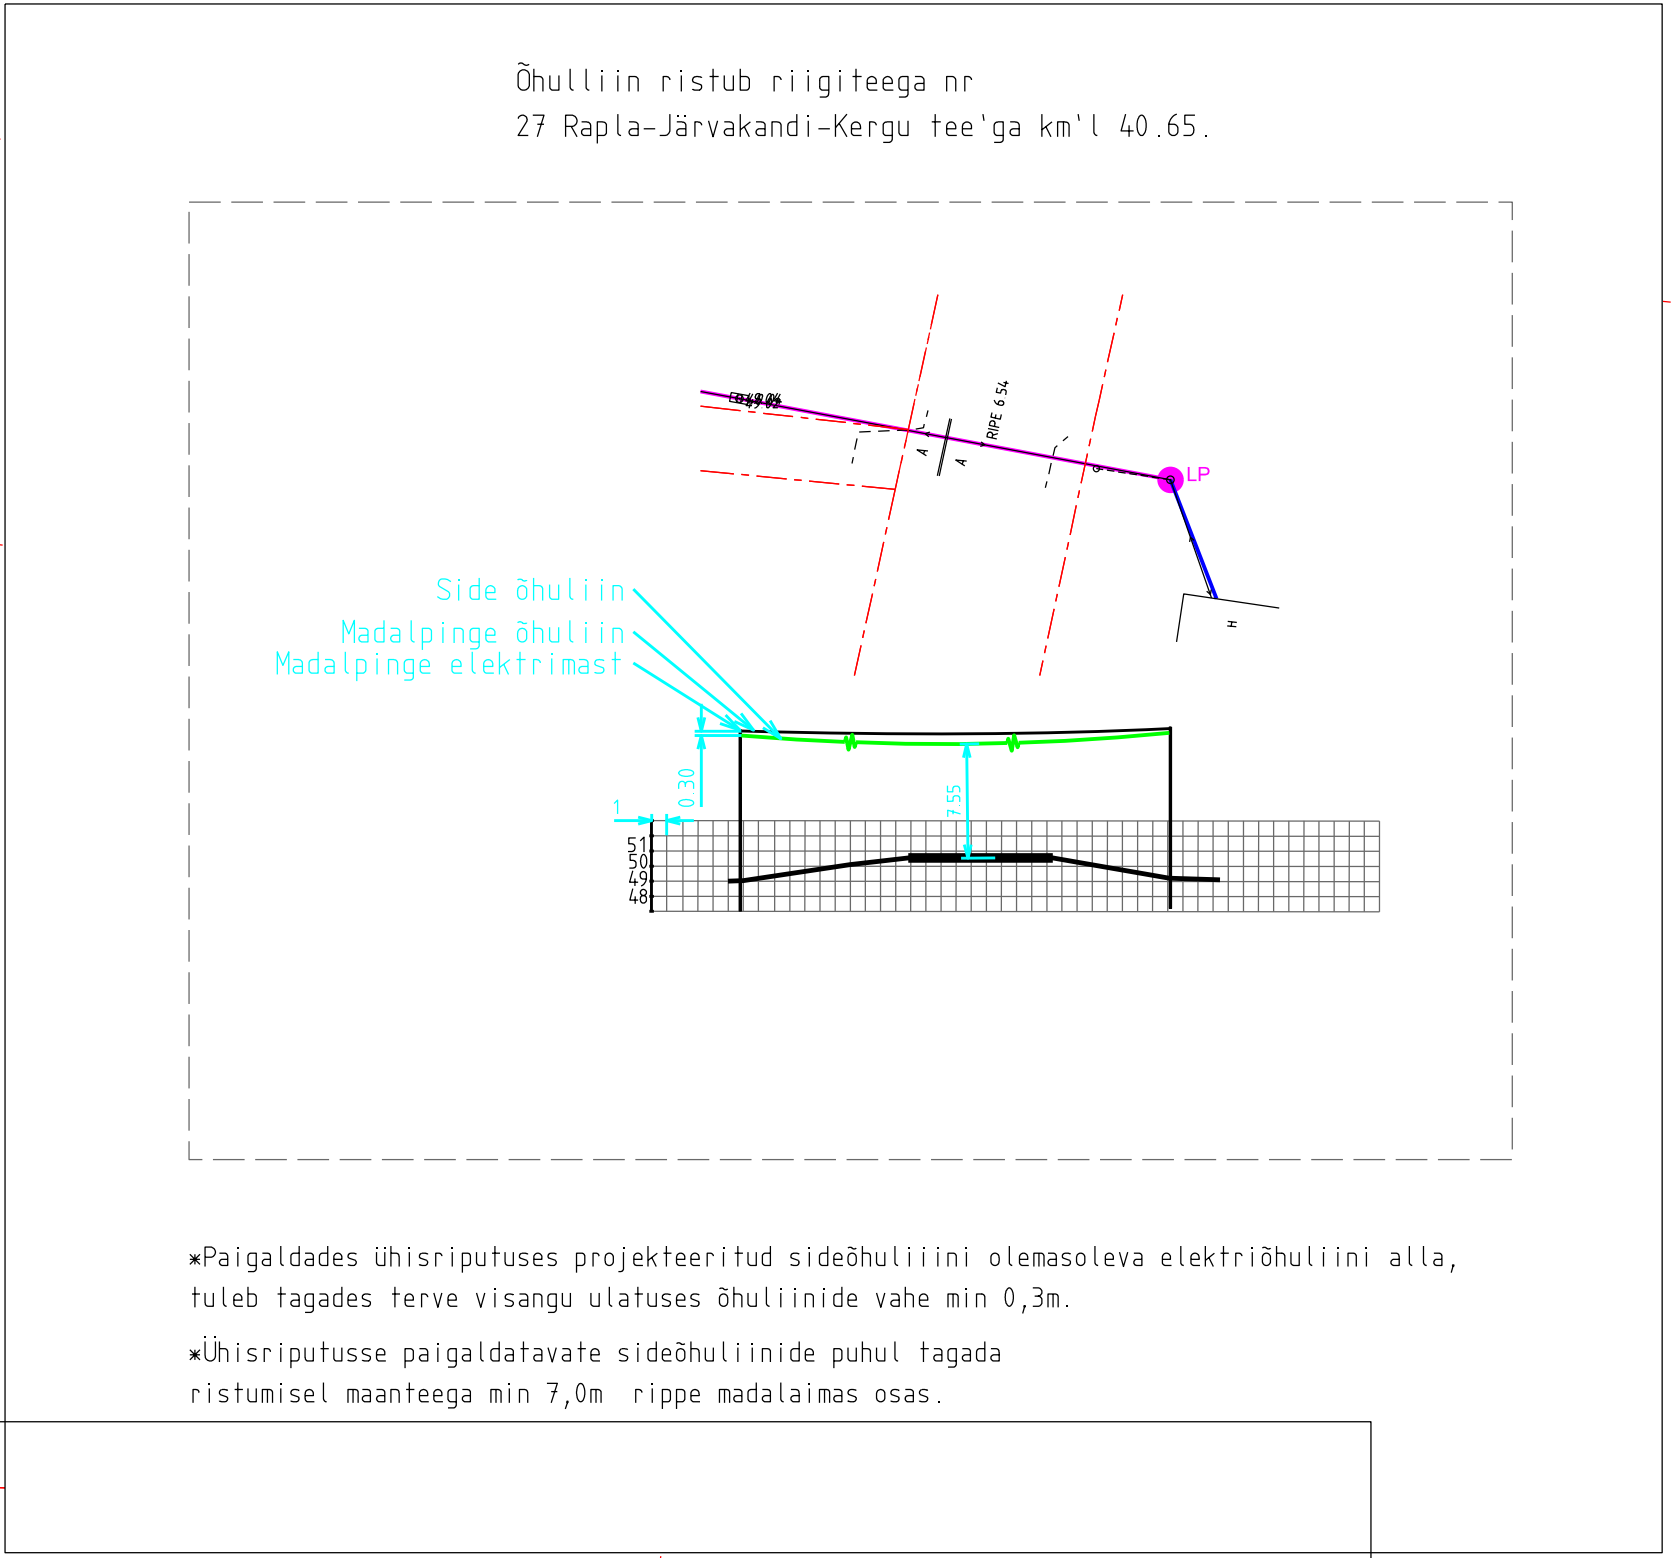 Õhulliin ristub riigiteega nr
27 Rapla-Järvakandi-Kergu tee'ga km'l 40.65.
RIPE 6 54
A
A
LP
H
Side õhuliin
Madalpinge õhuliin
Madalpinge elektrimast
0.30
7.55
1
51
50
49
48
*Paigaldades ühisriputuses projekteeritud sideõhuliiini olemasoleva elektriõhuliini alla,
tuleb tagades terve visangu ulatuses õhuliinide vahe min 0,3m.
*Ühisriputusse paigaldatavate sideõhuliinide puhul tagada
ristumisel maanteega min 7,0m rippe madalaimas osas.